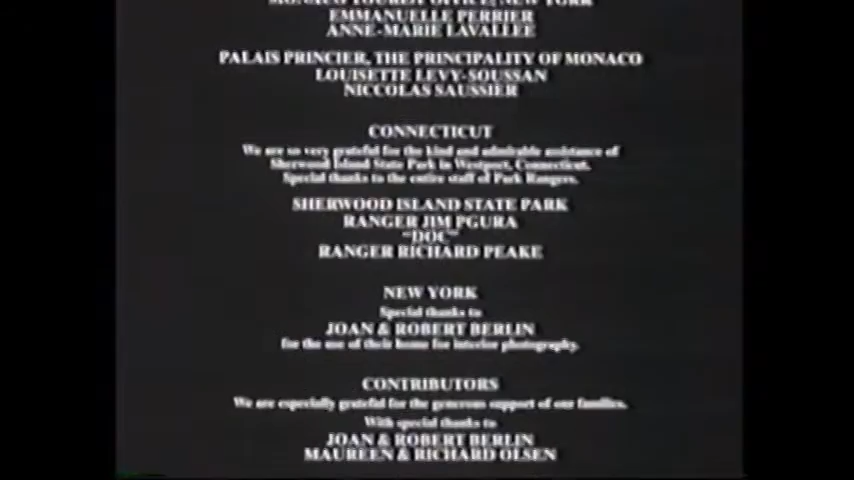 MONACO TOURIST OFFICE, NEW YORK
EMMANUELLE PERRIER
ANNE-MARIE LAVALLEE
PALAIS PRINCIER, THE PRINCIPALITY OF MONACO
LOUISETTE LEVY-SOUSSAN
NICCOLAS SAUSSIER
CONNECTICUT
We are so very grateful for the kind and admirable assistance of
Sherwood Island State Park in Westport, Connecticut.
Special thanks to the entire staff of Park Rangers.
SHERWOOD ISLAND STATE PARK
RANGER JIM PGURA
"DOC"
RANGER RICHARD PEAKE
NEW YORK
Special thanks to
JOAN & ROBERT BERLIN
for the use of their home for interior photography.
CONTRIBUTORS
We are especially grateful for the generous support of our families.
With special thanks to
JOAN & ROBERT BERLIN
MAUREEN & RICHARD OLSEN